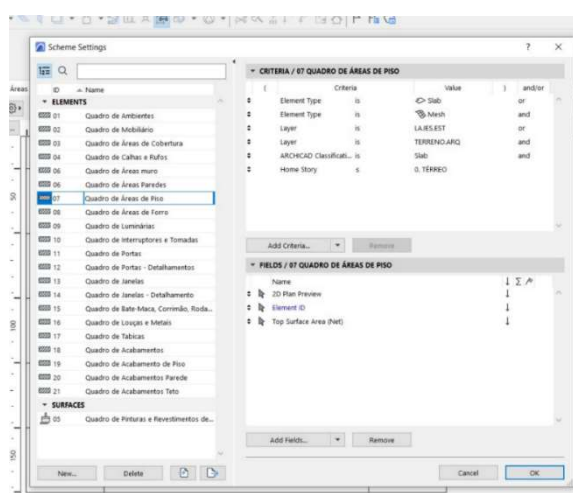 Scheme Settings
? ×
Areas
ID Name
ELEMENTS
01 Quadro de Ambientes
02 Quadro de Mobiliário
03 Quadro de Áreas de Cobertura
04 Quadro de Calhas e Rufos
06 Quadro de Áreas muro
06 Quadro de Áreas Paredes
07 Quadro de Áreas de Piso
08 Quadro de Áreas de Forro
09 Quadro de Luminárias
10 Quadro de Interruptores e Tomadas
11 Quadro de Portas
12 Quadro de Portas - Detalhamentos
13 Quadro de Janelas
14 Quadro de Janelas - Detalhamento
15 Quadro de Bate-Maca, Corrimão, Roda...
16 Quadro de Louças e Metais
17 Quadro de Tabicas
18 Quadro de Acabamentos
19 Quadro de Acabamento de Piso
20 Quadro de Acabamentos Parede
21 Quadro de Acabamentos Teto
SURFACES
05 Quadro de Pinturas e Revestimentos de...
New... Delete
CRITERIA / 07 QUADRO DE ÁREAS DE PISO
( Criteria Value ) and/or
Element Type is Slab or
Element Type is Mesh and
Layer is LAJES.EST or
Layer is TERRENO.ARQ and
ARCHICAD Classificati... is Slab and
Home Story 0. TÉRREO
Add Criteria... Remove
FIELDS / 07 QUADRO DE ÁREAS DE PISO
Name
2D Plan Preview
Element ID
Top Surface Area (Net)
Add Fields... Remove
Cancel OK
50
100
150